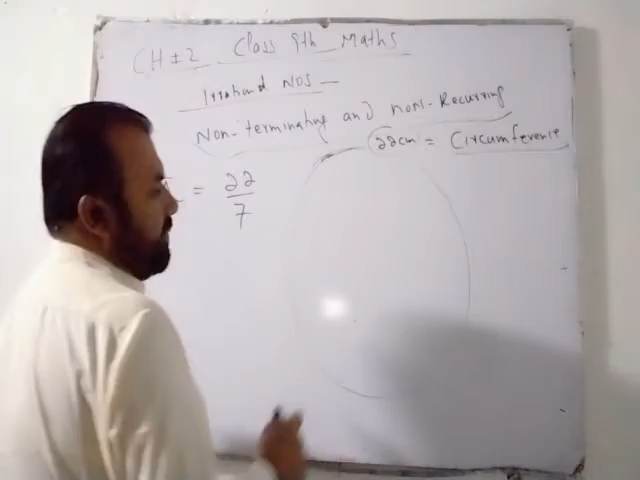 CH # 2 Class 9th Maths
Irrational NOS –
Non-terminating and non-Recurring
22cm = Circumference
= 22/7